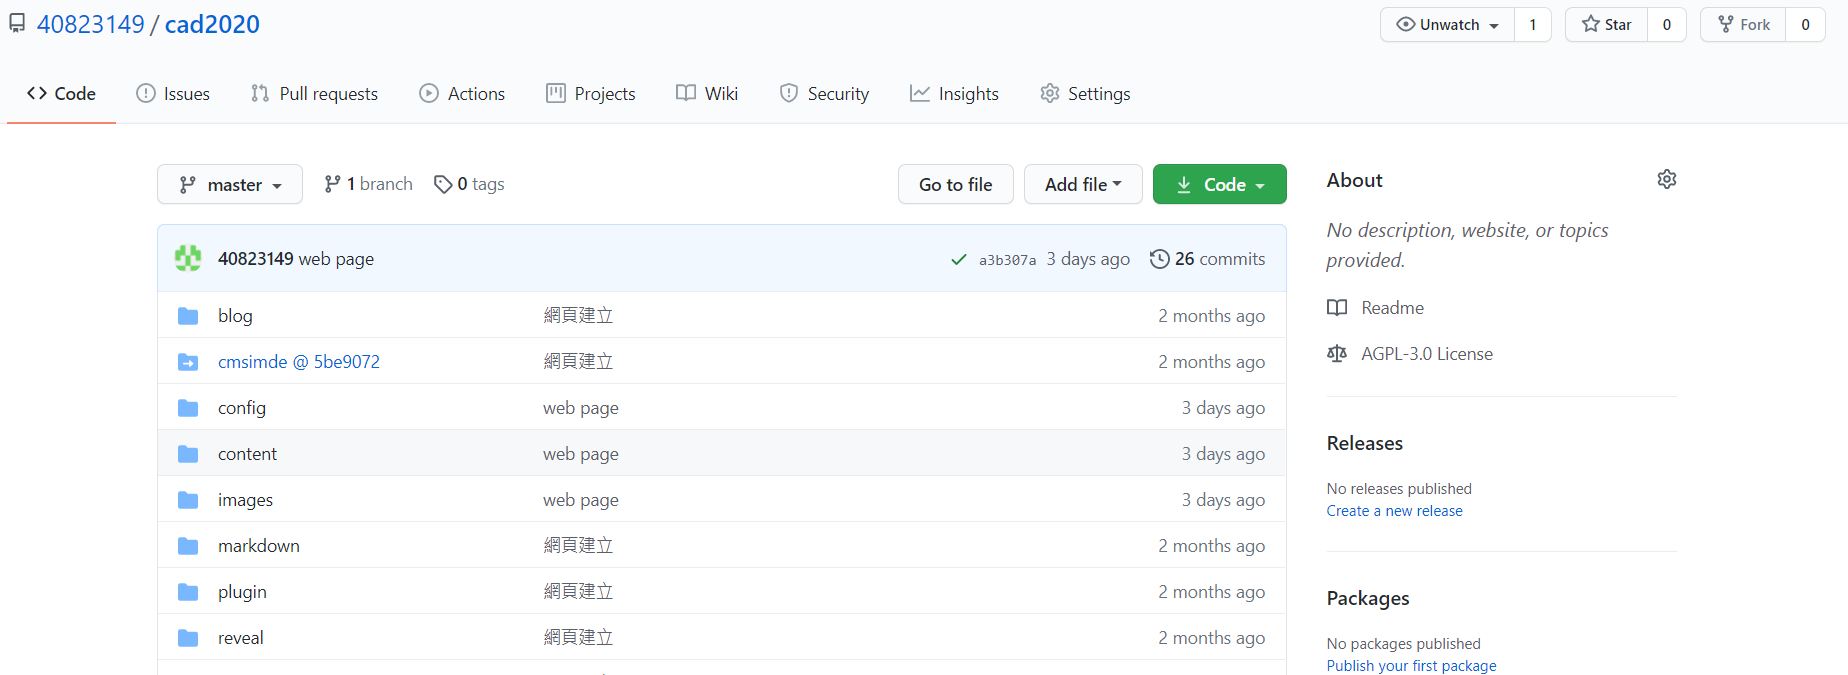 40823149 / cad2020
Unwatch 1 Star 0 Fork 0
Code Issues Pull requests Actions Projects Wiki Security Insights Settings
master 1 branch 0 tags Go to file Add file Code
40823149 web page a3b307a 3 days ago 26 commits
blog 網頁建立 2 months ago
cmsimde @ 5be9072 網頁建立 2 months ago
config web page 3 days ago
content web page 3 days ago
images web page 3 days ago
markdown 網頁建立 2 months ago
plugin 網頁建立 2 months ago
reveal 網頁建立 2 months ago
About
No description, website, or topics
provided.
Readme
AGPL-3.0 License
Releases
No releases published
Create a new release
Packages
No packages published
Publish your first package